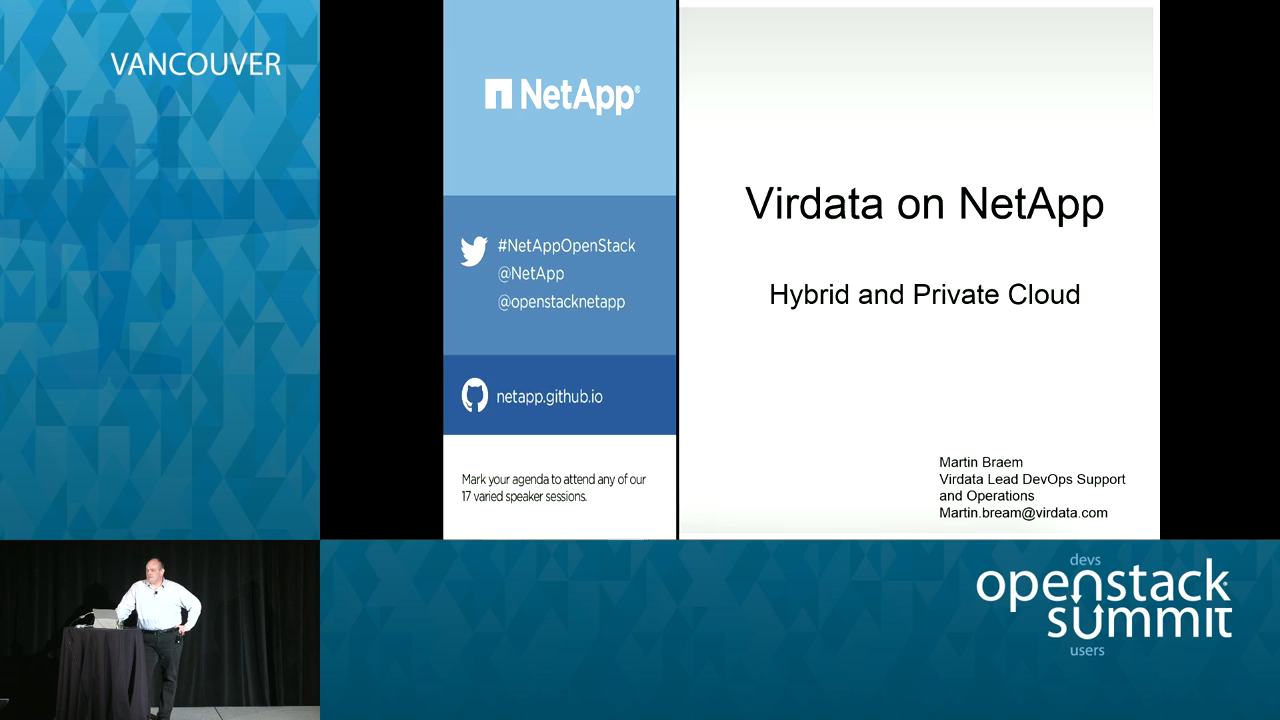 VANCOUVER
NetApp®
#NetAppOpenStack
@NetApp
@openstacknetapp
netapp.github.io
Mark your agenda to attend any of our
17 varied speaker sessions.
Virdata on NetApp
Hybrid and Private Cloud
Martin Braem
Virdata Lead DevOps Support
and Operations
Martin.bream@virdata.com
devs
openstack
summit
users